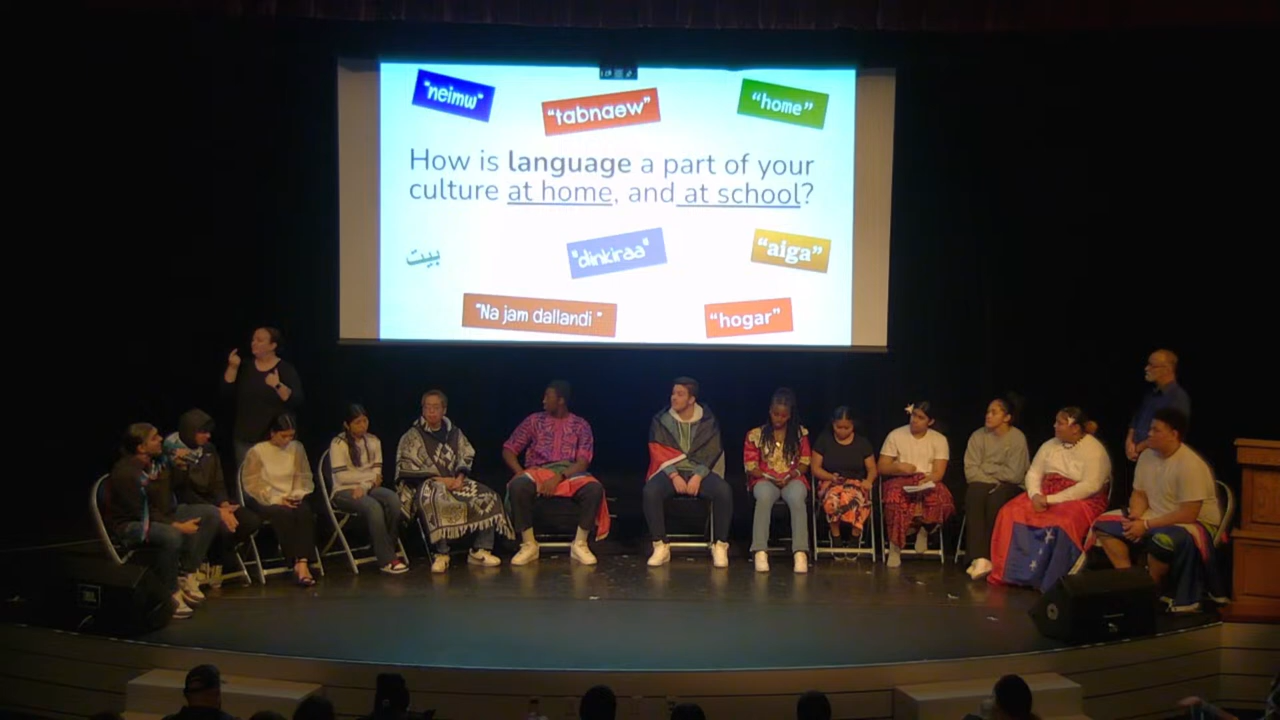 "neimw"
"tabnaew"
"home"
How is language a part of your
culture at home, and at school?
بيت
"dinkiraa"
"aiga"
"Na jam dallandi "
"hogar"